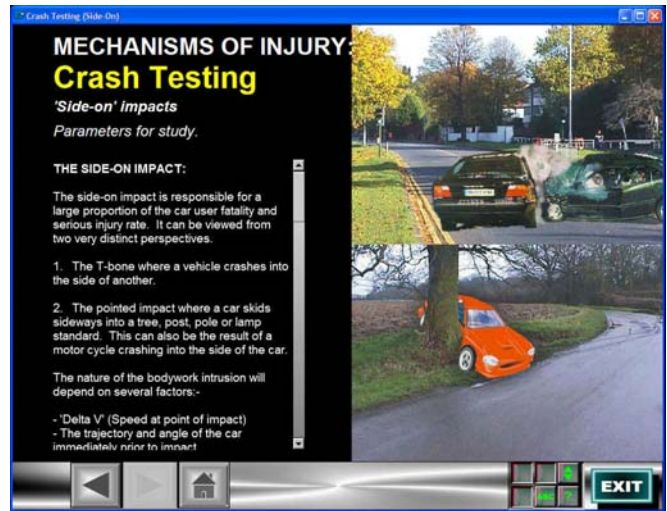 Crash Testing (Side-On)
MECHANISMS OF INJURY:
Crash Testing
'Side-on' impacts
Parameters for study.
THE SIDE-ON IMPACT:
The side-on impact is responsible for a
large proportion of the car user fatality and
serious injury rate. It can be viewed from
two very distinct perspectives.
1. The T-bone where a vehicle crashes into
the side of another.
2. The pointed impact where a car skids
sideways into a tree, post, pole or lamp
standard. This can also be the result of a
motor cycle crashing into the side of the car.
The nature of the bodywork intrusion will
depend on several factors:-
- 'Delta V' (Speed at point of impact)
- The trajectory and angle of the car
immediately prior to impact
ABC ?
EXIT